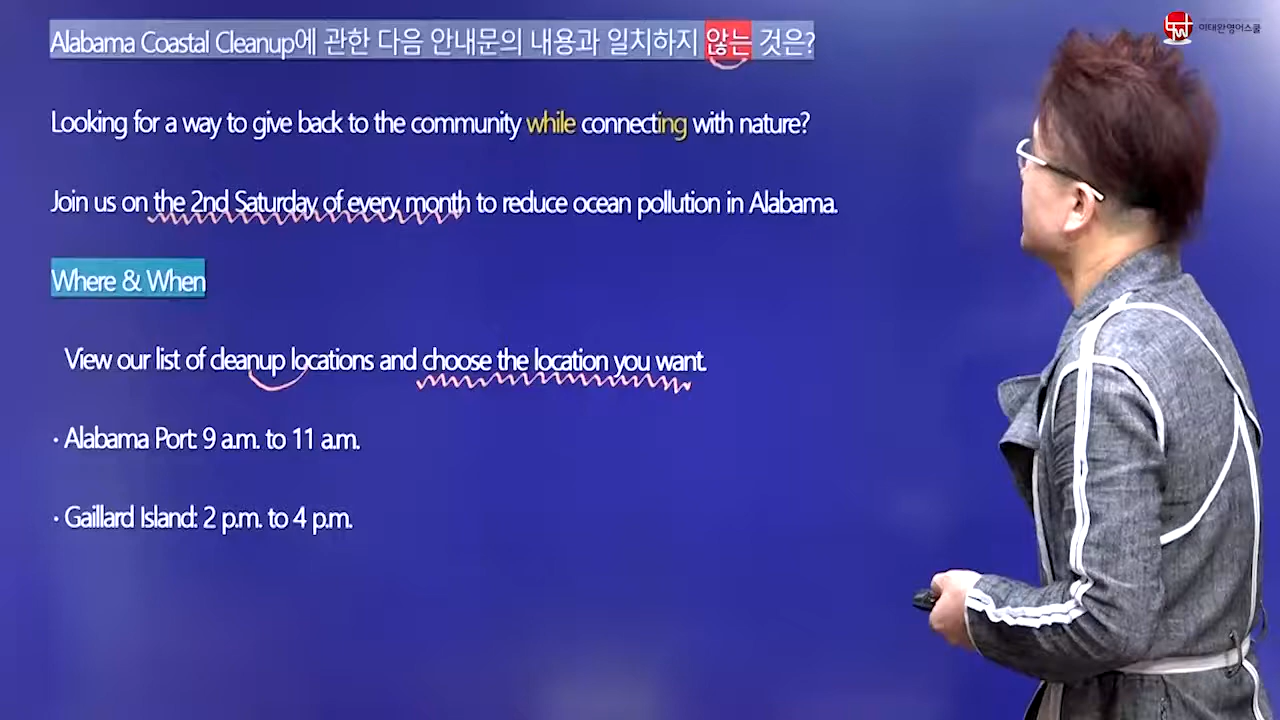 Alabama Coastal Cleanup에 관한 다음 안내문의 내용과 일치하지 않는 것은?
이대완영어스쿨
Looking for a way to give back to the community while connecting with nature?
Join us on the 2nd Saturday of every month to reduce ocean pollution in Alabama.
Where & When
View our list of cleanup locations and choose the location you want.
· Alabama Port: 9 a.m. to 11 a.m.
· Gaillard Island: 2 p.m. to 4 p.m.